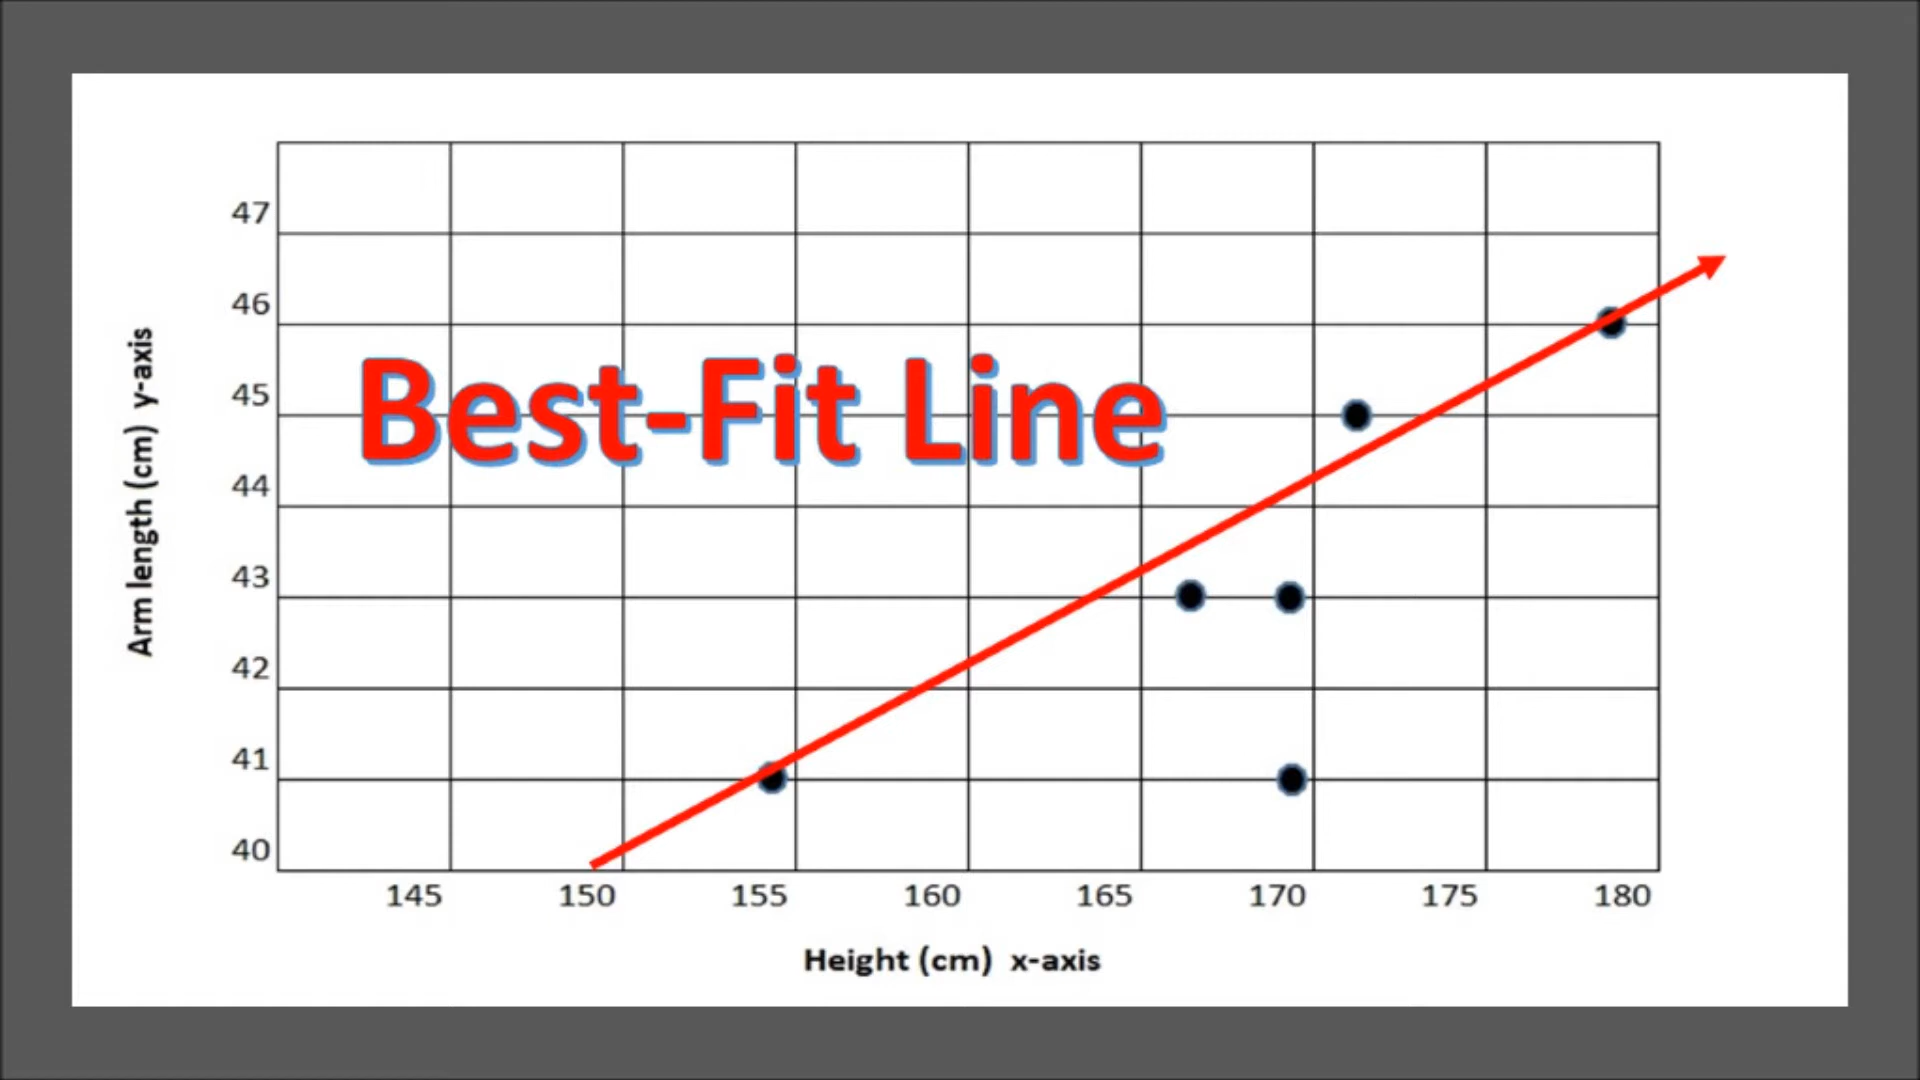 47
46
45
44
43
42
41
40
Arm length (cm) y-axis
Best-Fit Line
145 150 155 160 165 170 175 180
Height (cm) x-axis